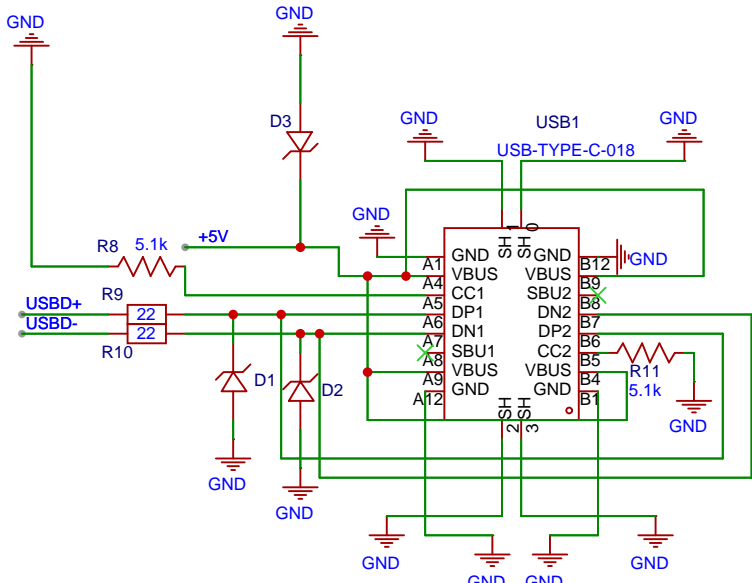 GND
GND
D3
GND
USB1
GND
USB-TYPE-C-018
GND
R8
5.1k
+5V
SH
1
SH
0
GND
A1
VBUS
A4
CC1
A5
DP1
A6
DN1
A7
SBU1
A8
VBUS
A9
GND
A12
GND
B12
VBUS
B9
SBU2
B8
DN2
B7
DP2
B6
CC2
B5
VBUS
B4
GND
B1
GND
R9
USBD+
22
USBD-
22
R10
D1
D2
R11
5.1k
SH
2
SH
3
GND
GND
GND
GND
GND
GND
GND